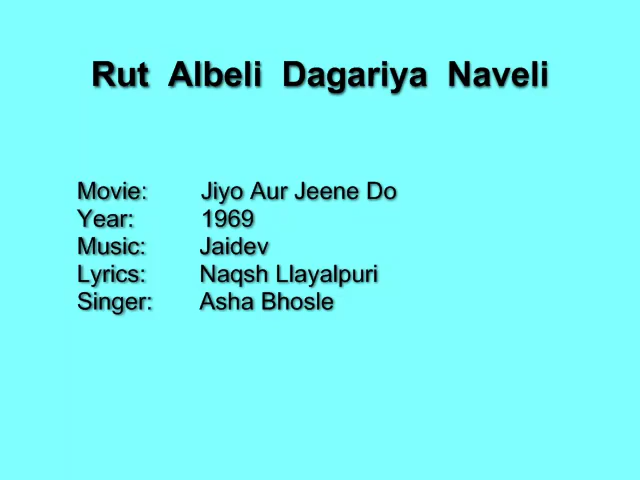 Rut Albeli Dagariya Naveli
Movie: Jiyo Aur Jeene Do
Year: 1969
Music: Jaidev
Lyrics: Naqsh Llayalpuri
Singer: Asha Bhosle